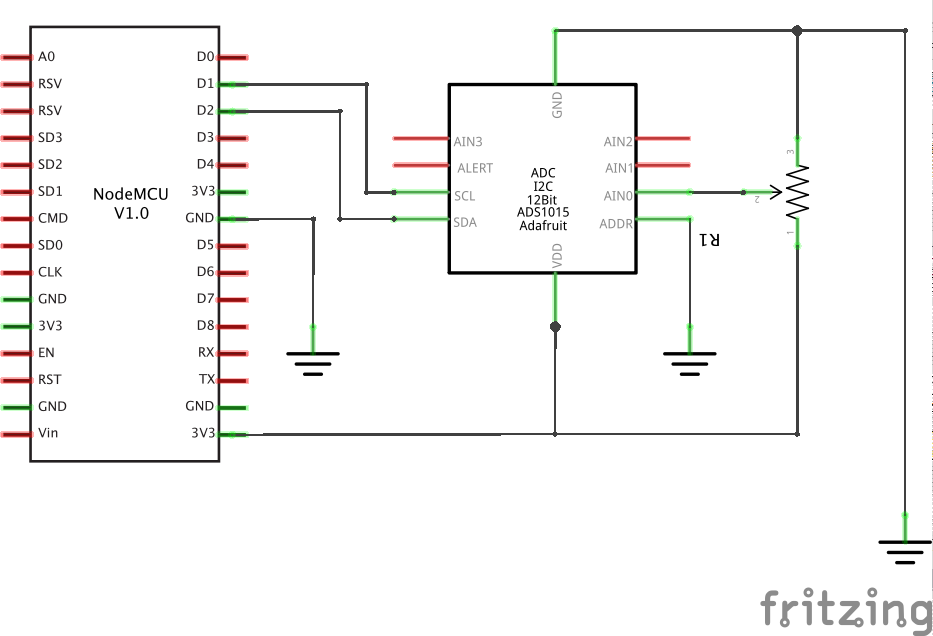 A0
RSV
RSV
SD3
SD2
SD1
CMD
SD0
CLK
GND
3V3
EN
RST
GND
Vin
NodeMCU
V1.0
D0
D1
D2
D3
D4
3V3
GND
D5
D6
D7
D8
RX
TX
GND
3V3
GND
AIN3
ALERT
SCL
SDA
ADC
I2C
12Bit
ADS1015
Adafruit
AIN2
AIN1
AIN0
ADDR
VDD
R1
3
2
1
fritzing